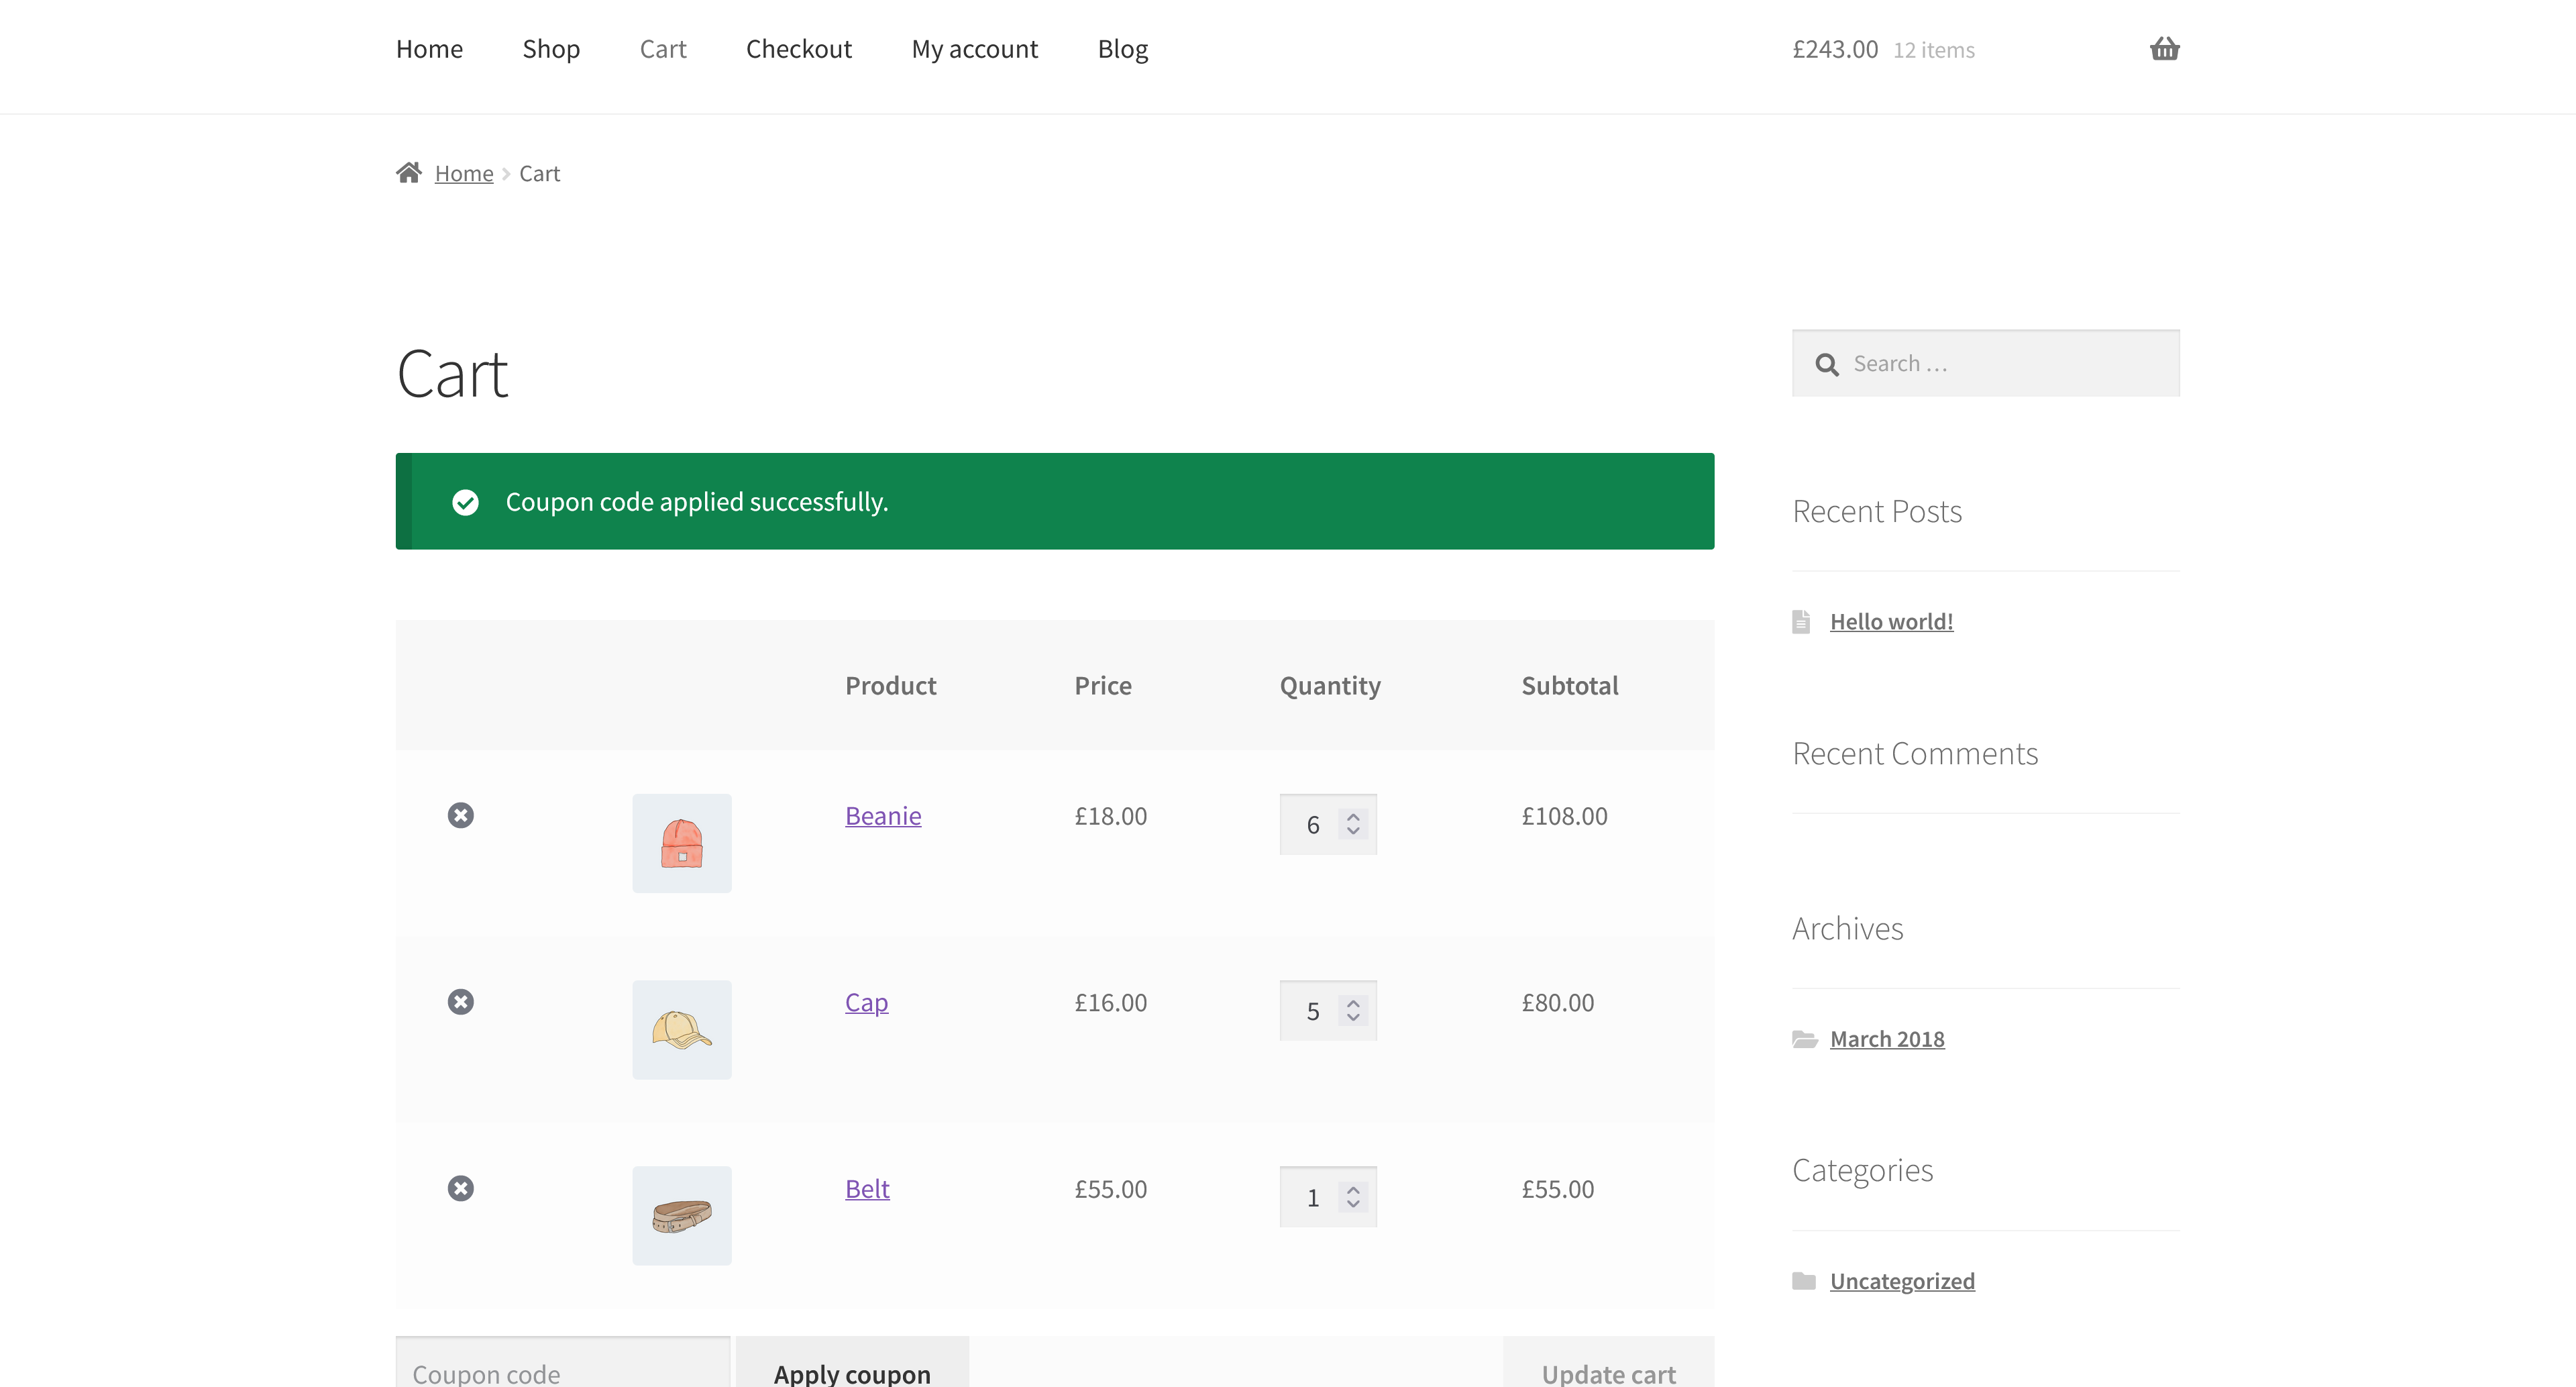 Home Shop Cart Checkout My account Blog £243.00 12 items
Home Cart
Cart
Coupon code applied successfully.
Product Price Quantity Subtotal
Beanie £18.00 6 £108.00
Cap £16.00 5 £80.00
Belt £55.00 1 £55.00
Coupon code Apply coupon Update cart
Search …
Recent Posts
Hello world!
Recent Comments
Archives
March 2018
Categories
Uncategorized